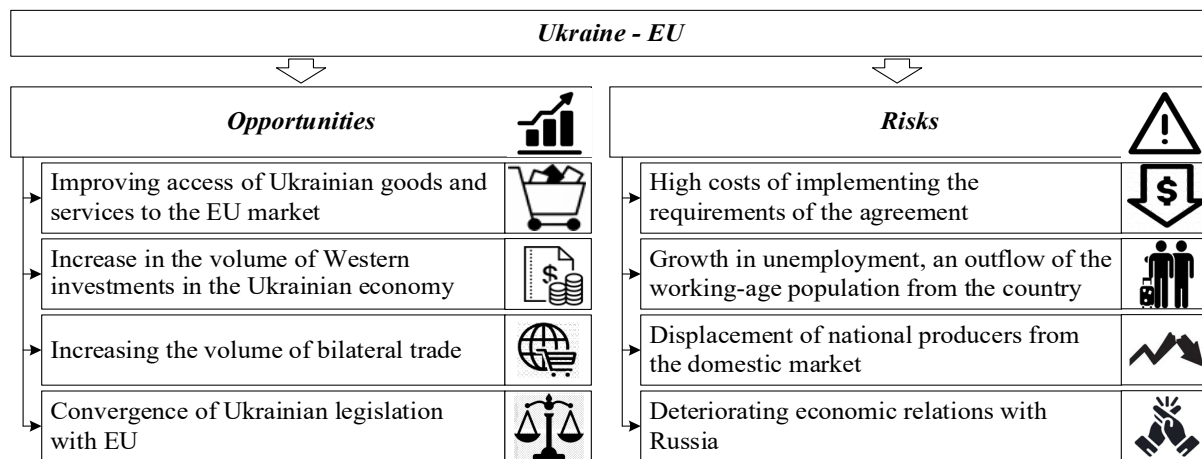 Ukraine - EU
Opportunities
Improving access of Ukrainian goods and
services to the EU market
$
Increase in the volume of Western
investments in the Ukrainian economy
Increasing the volume of bilateral trade
Convergence of Ukrainian legislation
with EU
Risks
!
High costs of implementing the
requirements of the agreement
$
Growth in unemployment, an outflow of the
working-age population from the country
Displacement of national producers from
the domestic market
Deteriorating economic relations with
Russia